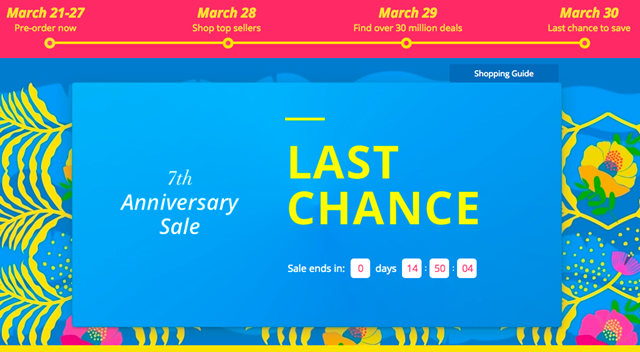 March 21-27 March 28 March 29 March 30
Pre-order now Shop top sellers Find over 30 million deals Last chance to save
Shopping Guide
7th
Anniversary
Sale
LAST
CHANCE
Sale ends in: 0 days 14 : 50 : 04